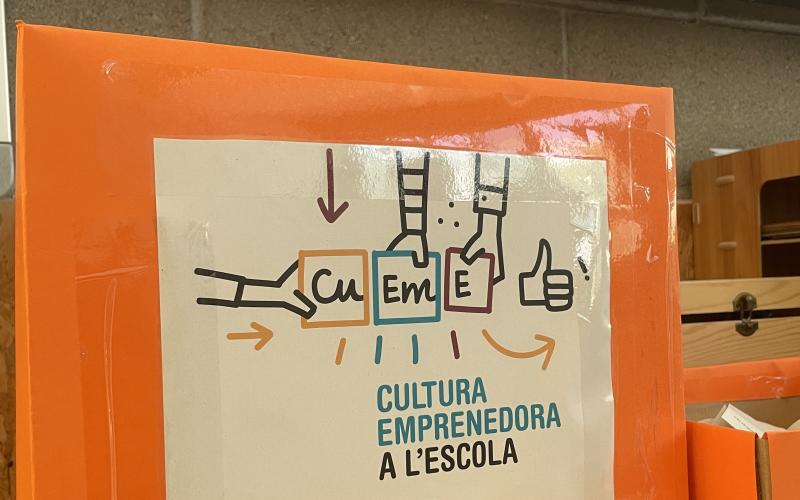 Cu Em E
CULTURA
EMPRENEDORA
A L'ESCOLA